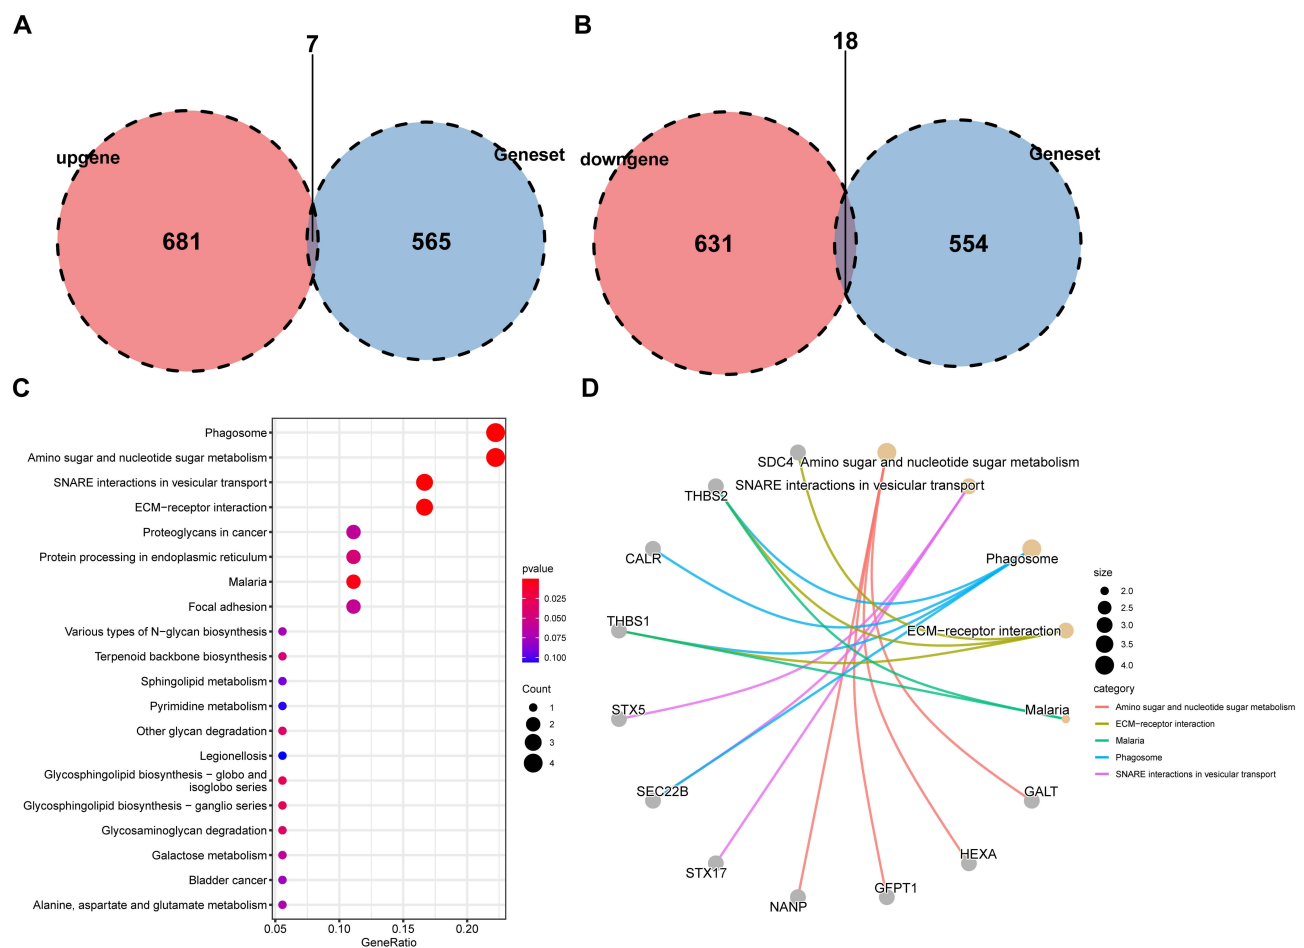 A
7
upgene
Geneset
681
565
B
18
downgene
Geneset
631
554
C
Phagosome
Amino sugar and nucleotide sugar metabolism
SNARE interactions in vesicular transport
ECM−receptor interaction
Proteoglycans in cancer
Protein processing in endoplasmic reticulum
Malaria
Focal adhesion
Various types of N−glycan biosynthesis
Terpenoid backbone biosynthesis
Sphingolipid metabolism
Pyrimidine metabolism
Other glycan degradation
Legionellosis
Glycosphingolipid biosynthesis − globo and
isoglobo series
Glycosphingolipid biosynthesis − ganglio series
Glycosaminoglycan degradation
Galactose metabolism
Bladder cancer
Alanine, aspartate and glutamate metabolism
0.05
0.10
0.15
0.20
GeneRatio
pvalue
0.025
0.050
0.075
0.100
Count
1
2
3
4
D
SDC4
Amino sugar and nucleotide sugar metabolism
THBS2
SNARE interactions in vesicular transport
CALR
Phagosome
THBS1
ECM−receptor interaction
STX5
Malaria
SEC22B
GALT
STX17
HEXA
NANP
GFPT1
size
2.0
2.5
3.0
3.5
4.0
category
Amino sugar and nucleotide sugar metabolism
ECM−receptor interaction
Malaria
Phagosome
SNARE interactions in vesicular transport